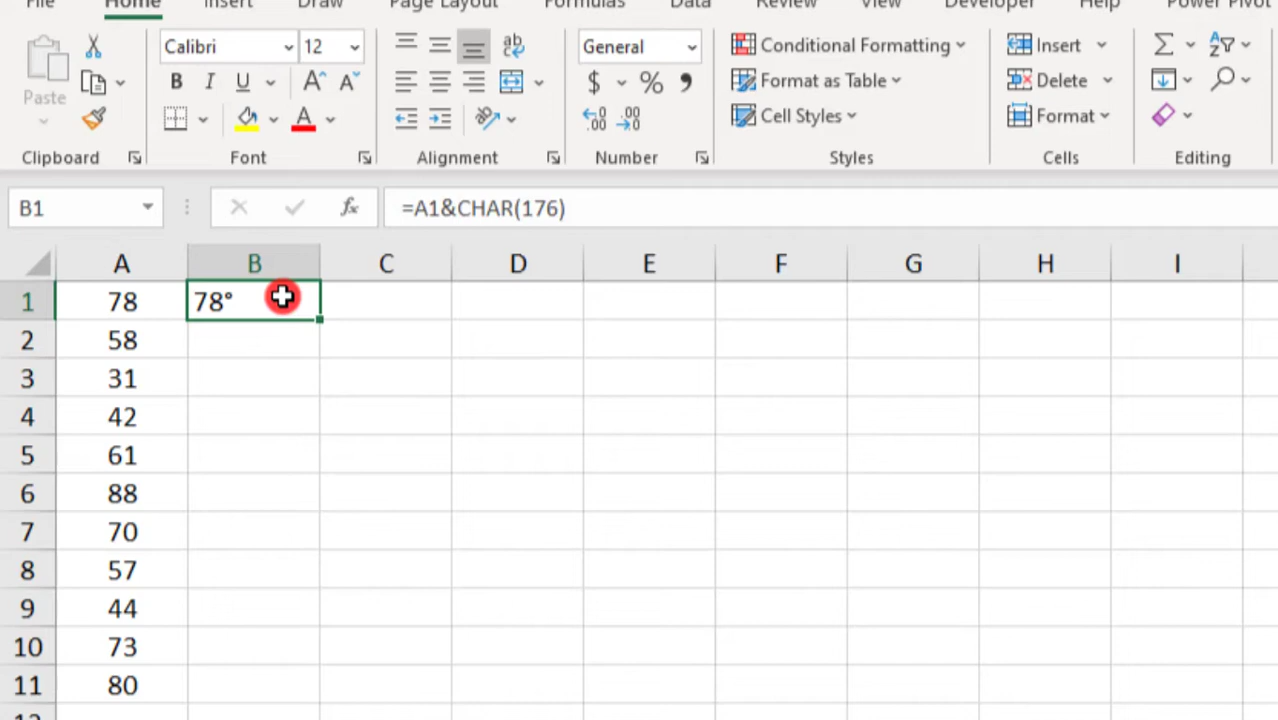 File Home Insert Draw Page Layout Formulas Data Review View Developer Help Power Pivot
Calibri 12 ab c General Conditional Formatting Insert Σ
Paste B I U A A $ % Format as Table Delete
A .00 .00 Cell Styles Format
Clipboard Font Alignment Number Styles Cells Editing
B1 fx =A1&CHAR(176)
A B C D E F G H I
1 78 78°
2 58
3 31
4 42
5 61
6 88
7 70
8 57
9 44
10 73
11 80
12